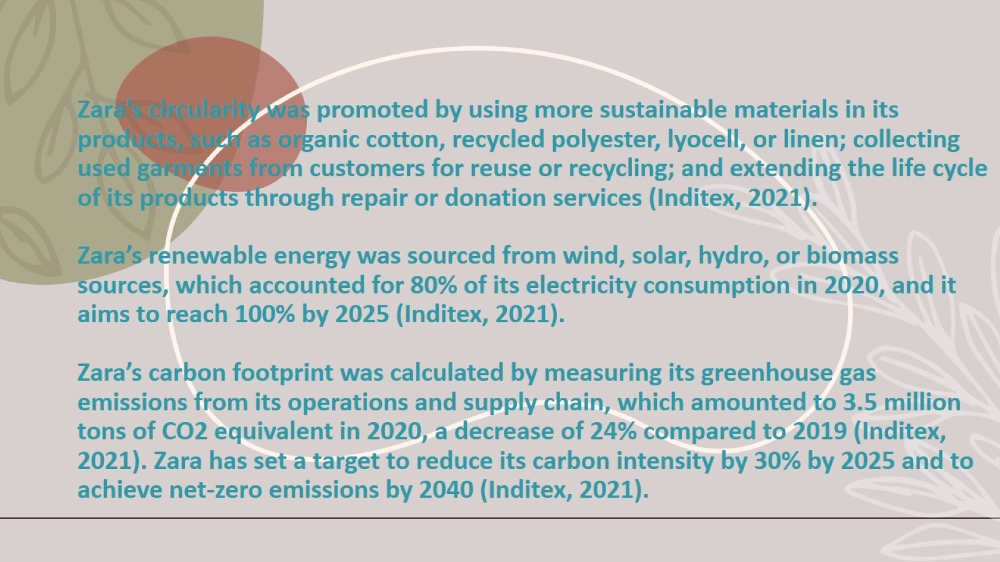 Zara’s circularity was promoted by using more sustainable materials in its
products, such as organic cotton, recycled polyester, lyocell, or linen; collecting
used garments from customers for reuse or recycling; and extending the life cycle
of its products through repair or donation services (Inditex, 2021).
Zara’s renewable energy was sourced from wind, solar, hydro, or biomass
sources, which accounted for 80% of its electricity consumption in 2020, and it
aims to reach 100% by 2025 (Inditex, 2021).
Zara’s carbon footprint was calculated by measuring its greenhouse gas
emissions from its operations and supply chain, which amounted to 3.5 million
tons of CO2 equivalent in 2020, a decrease of 24% compared to 2019 (Inditex,
2021). Zara has set a target to reduce its carbon intensity by 30% by 2025 and to
achieve net-zero emissions by 2040 (Inditex, 2021).